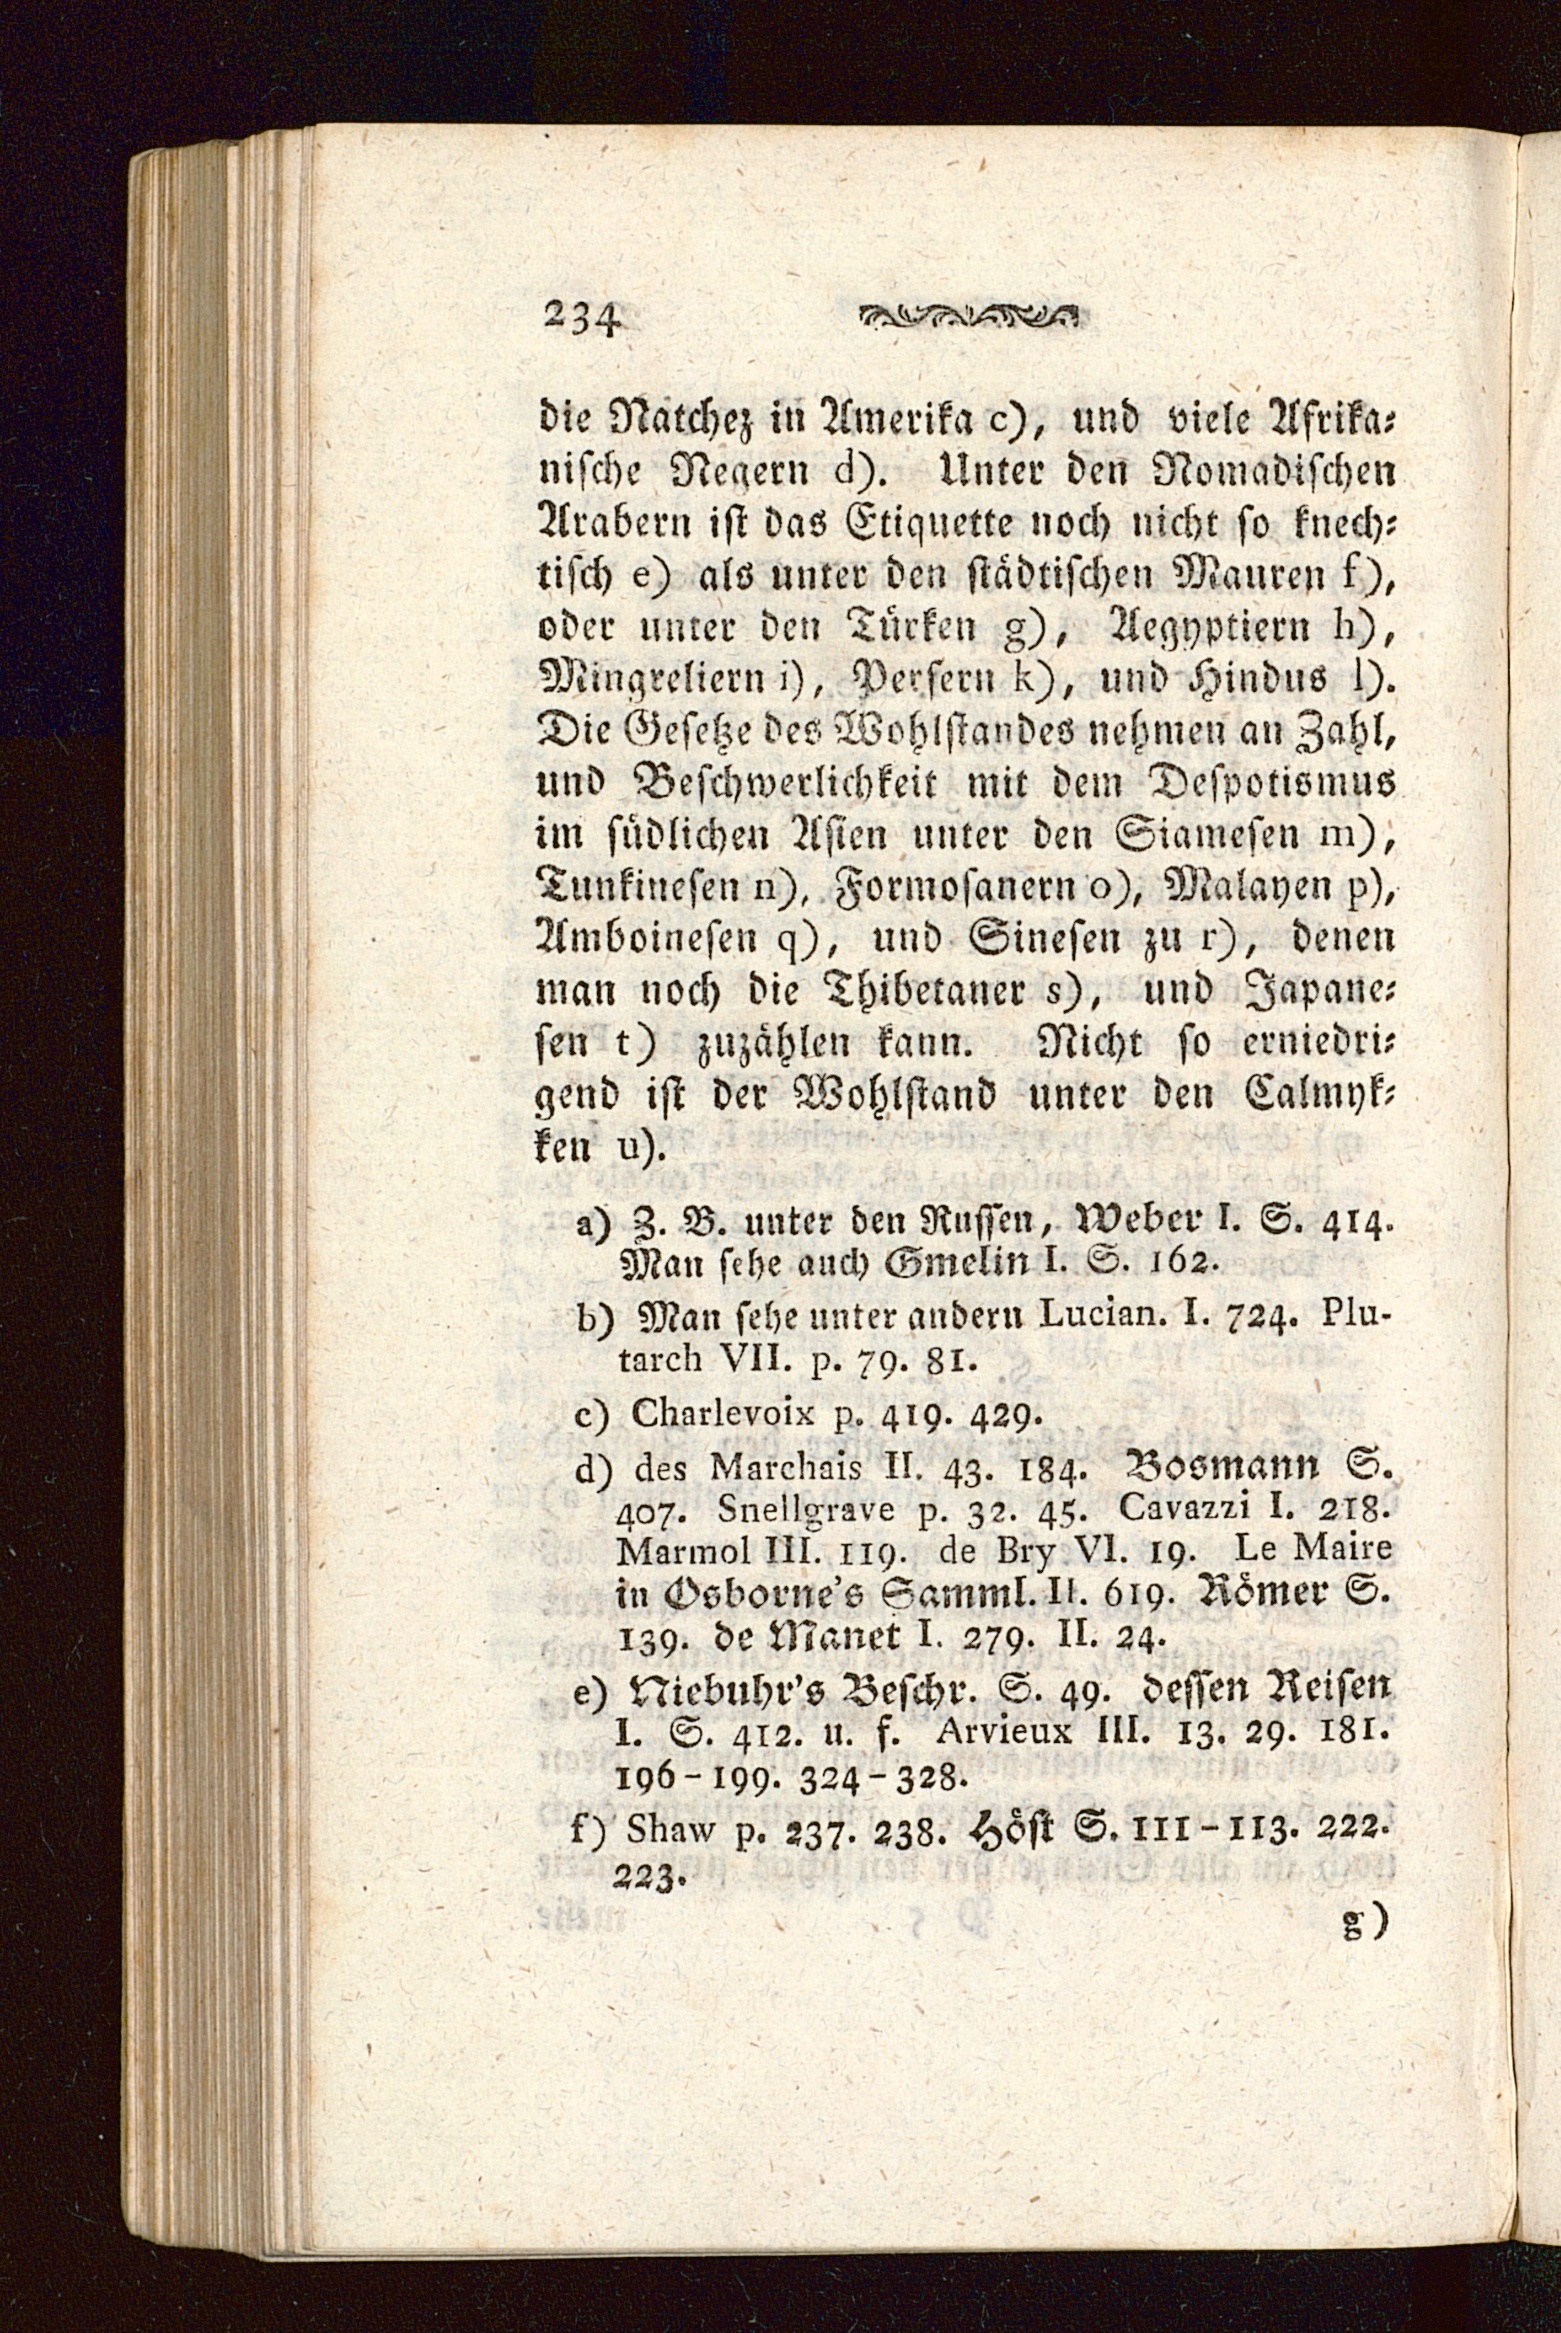 234
die Natchez in Amerika c), und viele Afrika-
nische Negern d). Unter den Nomadischen
Arabern ist das Etiquette noch nicht so knech-
tisch e) als unter den städtischen Mauren f),
oder unter den Türken g), Aegyptiern h),
Mingreliern i), Persern k), und Hindus l).
Die Gesetze des Wohlstandes nehmen an Zahl,
und Beschwerlichkeit mit dem Despotismus
im südlichen Asien unter den Siamesen m),
Tunkinesen n), Formosanern o), Malayen p),
Amboinesen q), und Sinesen zu r), denen
man noch die Thibetaner s), und Japane-
sen t) zuzählen kann. Nicht so erniedri-
gend ist der Wohlstand unter den Calmyk-
ken u).
a) Z. B. unter den Russen, Weber I. S. 414.
Man sehe auch Gmelin I. S. 162.
b) Man sehe unter andern Lucian. I. 724. Plu-
tarch VII. p. 79. 81.
c) Charlevoix p. 419. 429.
d) des Marchais II. 43. 184. Bosmann S.
407. Snellgrave p. 32. 45. Cavazzi I. 218.
Marmol III. 119. de Bry VI. 19. Le Maire
in Osborne's Samml. II. 619. Römer S.
139. de Manet I. 279. II. 24.
e) Niebuhr's Beschr. S. 49. dessen Reisen
I. S. 412. u. f. Arvieux III. 13. 29. 181.
196-199. 324-328.
f) Shaw p. 237. 238. Höst S. 111-113. 222.
223.
g)